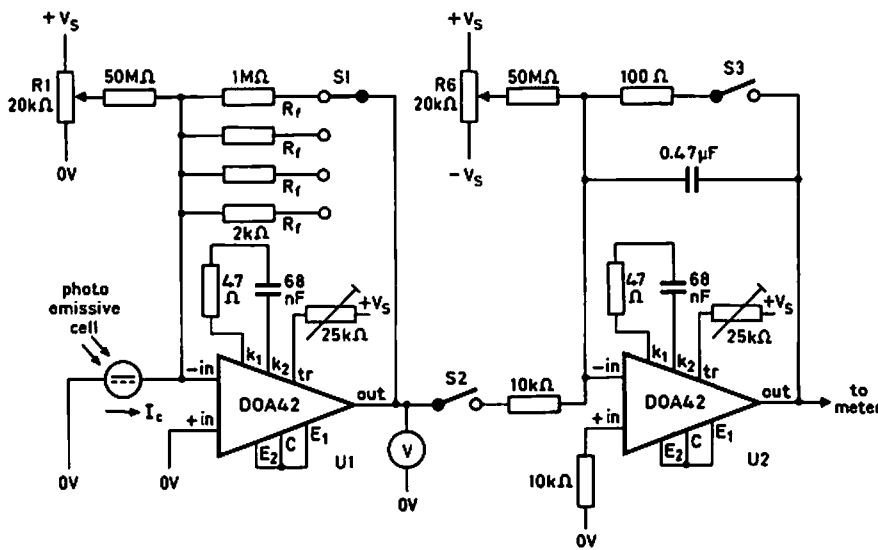 +VS
R1
20kΩ
0V
50MΩ
1MΩ
Rf
S1
Rf
Rf
Rf
2kΩ
photo
emissive
cell
Ic
0V
0V
47
Ω
68
nF
+VS
25kΩ
k1
k2
tr
-in
+in
DOA42
out
E2
C
E1
U1
V
0V
S2
10kΩ
+VS
R6
20kΩ
-VS
50MΩ
100Ω
S3
0.47µF
47
Ω
68
nF
+VS
25kΩ
k1
k2
tr
-in
+in
DOA42
out
E2
C
E1
U2
10kΩ
0V
to
meter